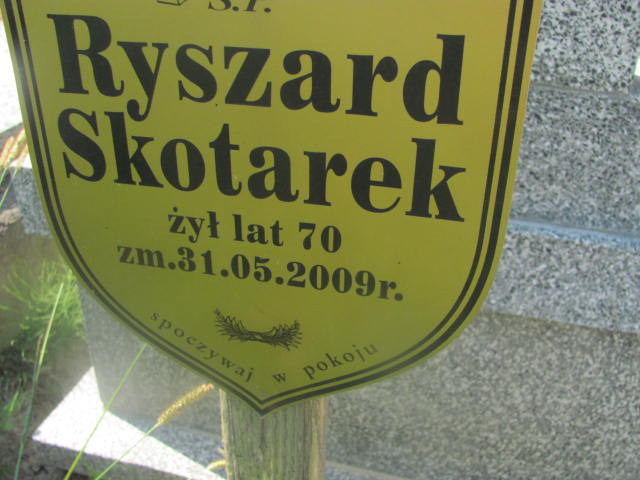 Ś.P.
Ryszard
Skotarek
żył lat 70
zm.31.05.2009r.
spoczywaj w pokoju